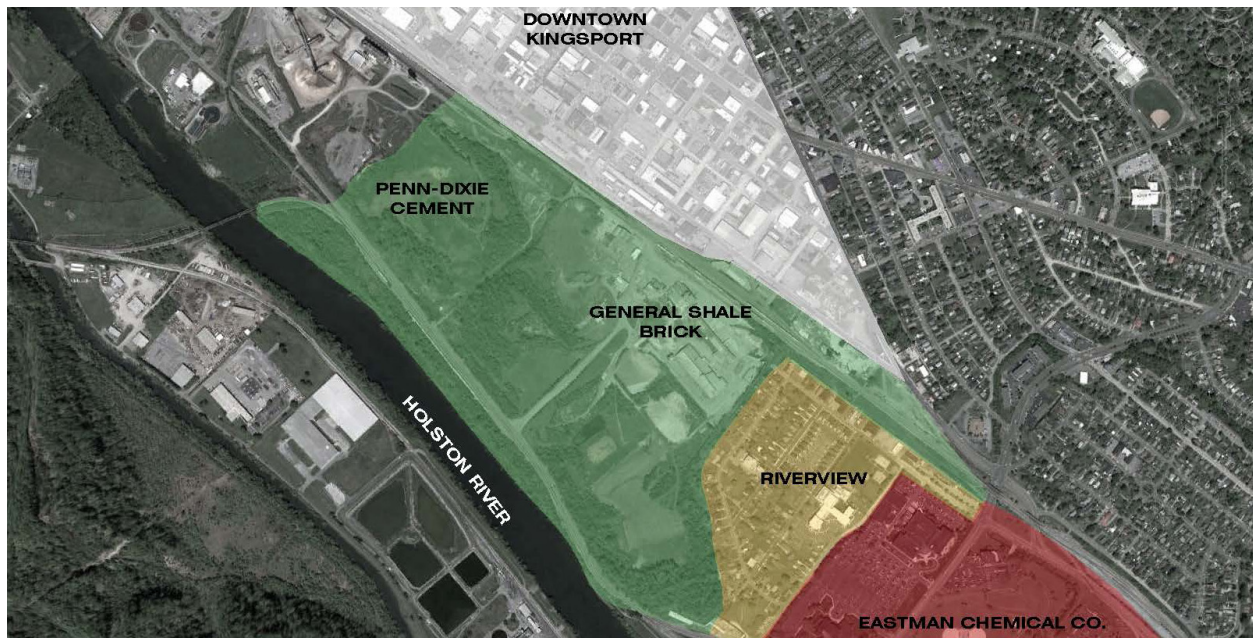 DOWNTOWN
KINGSPORT
PENN-DIXIE
CEMENT
GENERAL SHALE
BRICK
HOLSTON RIVER
RIVERVIEW
EASTMAN CHEMICAL CO.